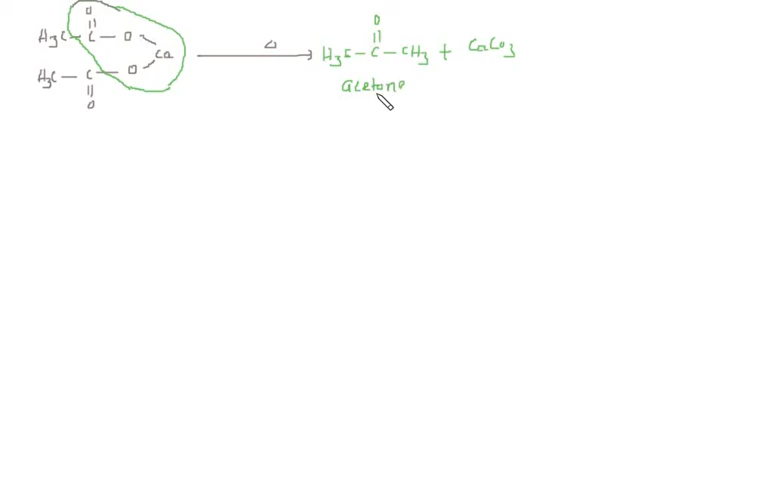 O O
|| ||
H3C — C — O Δ H3C — C — CH3 + CaCO3
Ca
H3C — C — O acetone
||
O